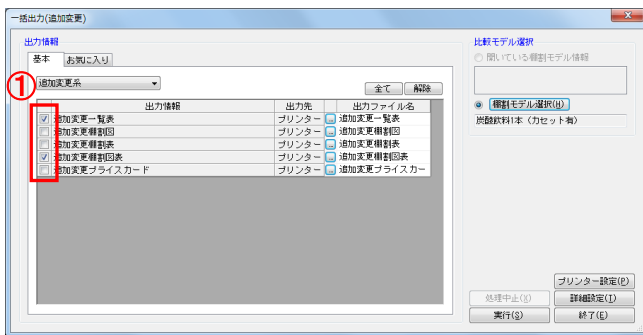 一括出力(追加変更)
出力情報
基本 お気に入り
①
追加変更系
全て 解除
出力情報 出力先 出力ファイル名
追加変更一覧表 プリンター ... 追加変更一覧表
追加変更棚割図 プリンター ... 追加変更棚割図
追加変更棚割表 プリンター ... 追加変更棚割表
追加変更棚割図表 プリンター ... 追加変更棚割図表
追加変更プライスカード プリンター ... 追加変更プライスカー
比較モデル選択
開いている棚割モデル情報
棚割モデル選択(H)
炭酸飲料1本（カセット有）
プリンター設定(P)
処理中止(X) 詳細設定(I)
実行(S) 終了(E)